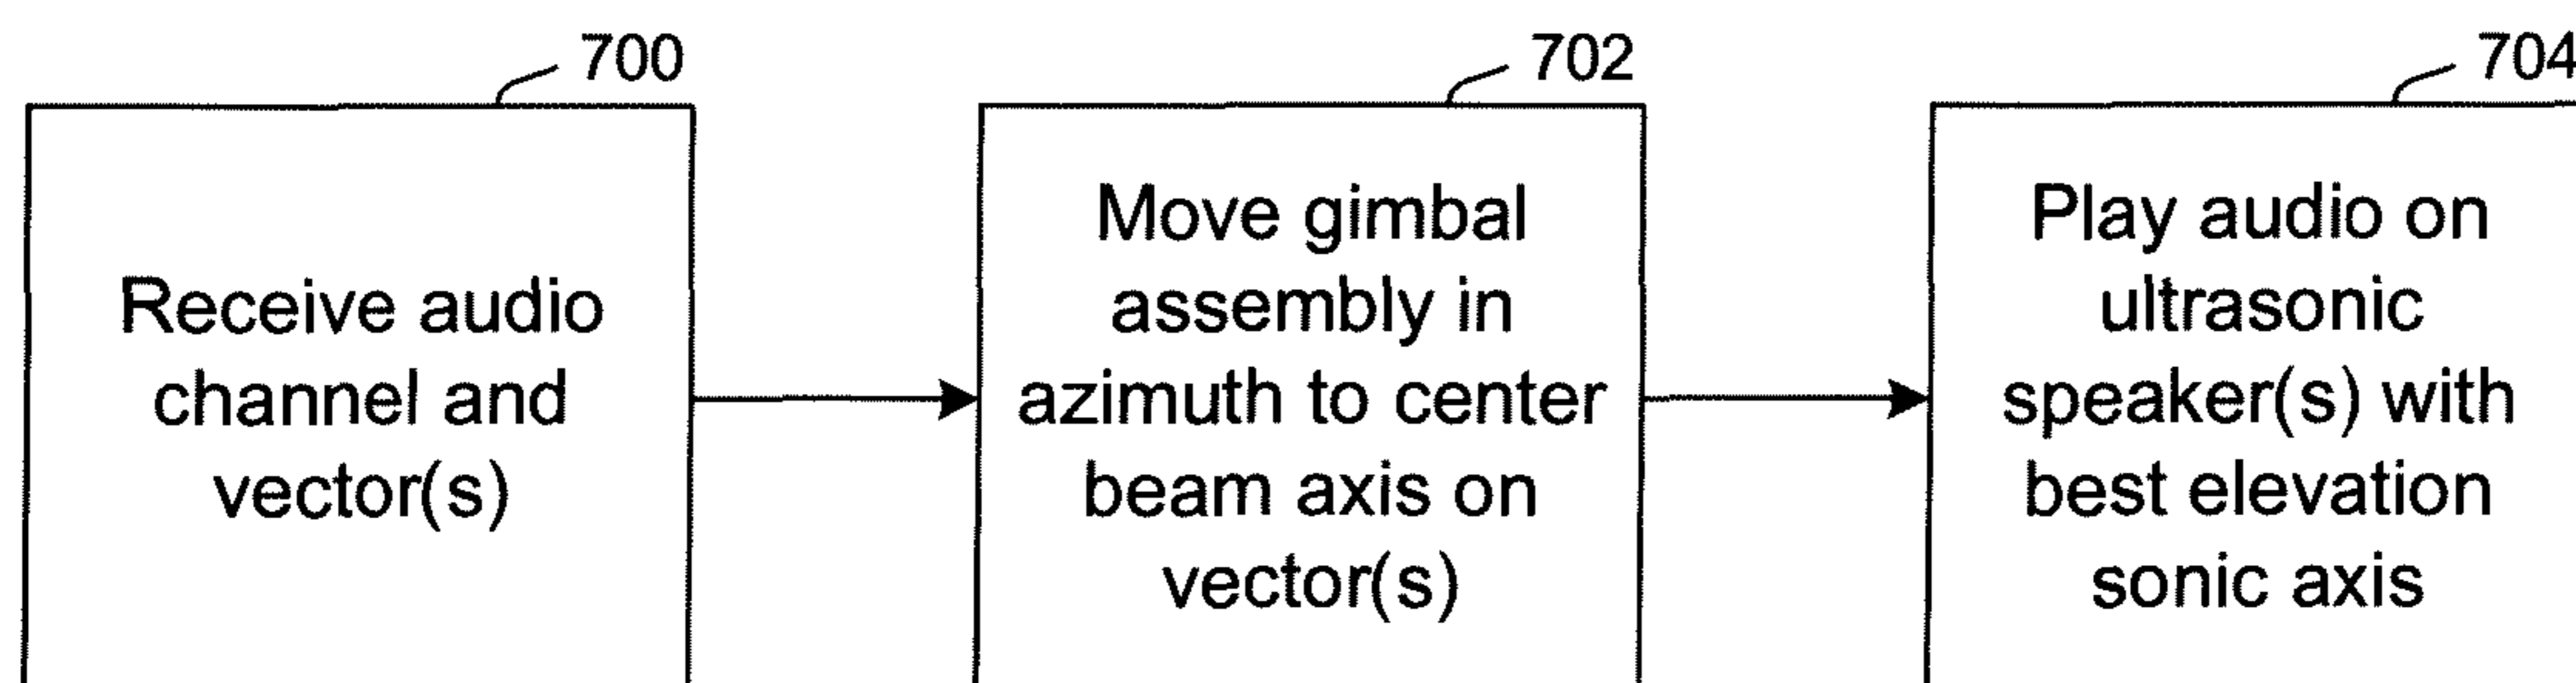 700
Receive audio
channel and
vector(s)
702
Move gimbal
assembly in
azimuth to center
beam axis on
vector(s)
704
Play audio on
ultrasonic
speaker(s) with
best elevation
sonic axis